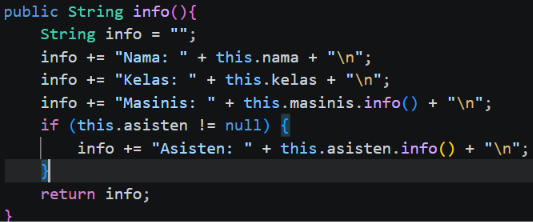 public String info(){
    String info = "";
    info += "Nama: " + this.nama + "\n";
    info += "Kelas: " + this.kelas + "\n";
    info += "Masinis: " + this.masinis.info() + "\n";
    if (this.asisten != null) {
        info += "Asisten: " + this.asisten.info() + "\n";
    }
    return info;
}